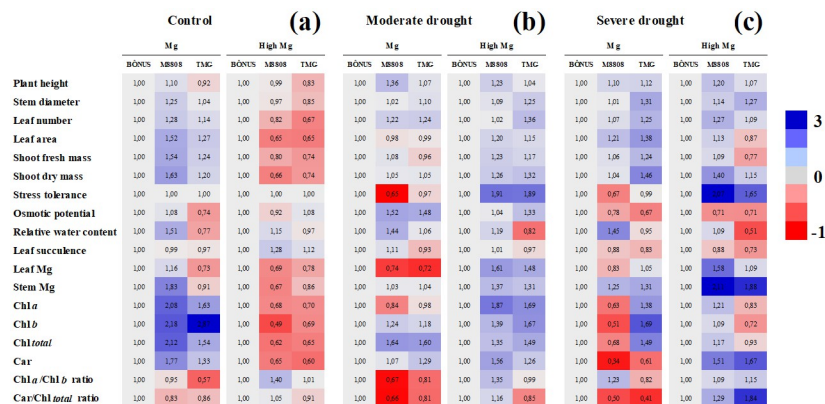 Control (a) Moderate drought (b) Severe drought (c)
Mg High Mg Mg High Mg Mg High Mg
BÔNUS M8808 TMG BÔNUS M8808 TMG BÔNUS M8808 TMG BÔNUS M8808 TMG BÔNUS M8808 TMG BÔNUS M8808 TMG
Plant height 1,00 1,10 0,92 1,00 0,99 0,83 1,00 1,36 1,07 1,00 1,23 1,04 1,00 1,10 1,12 1,00 1,20 1,07
Stem diameter 1,00 1,25 1,04 1,00 0,97 0,85 1,00 1,02 1,10 1,00 1,09 1,25 1,00 1,01 1,31 1,00 1,14 1,27
Leaf number 1,00 1,28 1,14 1,00 0,82 0,67 1,00 1,22 1,24 1,00 1,02 1,36 1,00 1,07 1,25 1,00 1,27 1,09
Leaf area 1,00 1,52 1,27 1,00 0,65 0,65 1,00 0,98 0,99 1,00 1,20 1,15 1,00 1,21 1,38 1,00 1,13 0,87
Shoot fresh mass 1,00 1,54 1,24 1,00 0,80 0,74 1,00 1,08 0,96 1,00 1,23 1,17 1,00 1,06 1,24 1,00 1,09 0,77
Shoot dry mass 1,00 1,63 1,20 1,00 0,66 0,74 1,00 1,05 1,05 1,00 1,26 1,32 1,00 1,04 1,46 1,00 1,40 1,15
Stress tolerance 1,00 1,00 1,00 1,00 1,00 1,00 1,00 0,65 0,97 1,00 1,91 1,89 1,00 0,67 0,99 1,00 1,65
Osmotic potential 1,00 1,08 0,74 1,00 0,92 1,08 1,00 1,52 1,48 1,00 1,04 1,33 1,00 0,78 0,67 1,00 0,71 0,71
Relative water content 1,00 1,51 0,77 1,00 1,15 0,97 1,00 1,44 1,06 1,00 1,19 0,82 1,00 1,45 0,95 1,00 1,09 0,51
Leaf succulence 1,00 0,99 0,97 1,00 1,28 1,12 1,00 1,11 0,93 1,00 1,01 0,97 1,00 0,88 0,83 1,00 0,88 0,73
Leaf Mg 1,00 1,16 0,73 1,00 0,69 0,78 1,00 0,74 0,72 1,00 1,61 1,48 1,00 0,83 1,05 1,00 1,58 1,09
Stem Mg 1,00 1,83 0,91 1,00 0,67 0,86 1,00 1,03 1,04 1,00 1,37 1,31 1,00 1,25 1,31 1,00 1,88
Chl a 1,00 2,08 1,63 1,00 0,68 0,70 1,00 0,84 0,98 1,00 1,87 1,69 1,00 0,63 1,38 1,00 1,21 0,83
Chl b 1,00 2,18 1,00 0,49 0,69 1,00 1,24 1,18 1,00 1,39 1,67 1,00 0,51 1,69 1,00 1,09 0,72
Chl total 1,00 2,12 1,54 1,00 0,62 0,63 1,00 1,64 1,60 1,00 1,35 1,49 1,00 0,68 1,49 1,00 1,17 0,93
Car 1,00 1,77 1,33 1,00 0,65 0,60 1,00 1,07 1,29 1,00 1,56 1,26 1,00 0,54 0,61 1,00 1,51 1,67
Chl a /Chl b ratio 1,00 0,95 0,57 1,00 1,40 1,01 1,00 0,67 0,81 1,00 1,35 0,99 1,00 1,23 0,82 1,00 1,09 1,15
Car/Chl total ratio 1,00 0,83 0,86 1,00 1,05 0,91 1,00 0,66 0,81 1,00 1,16 0,85 1,00 0,50 0,41 1,00 1,29 1,84
3
0
-1